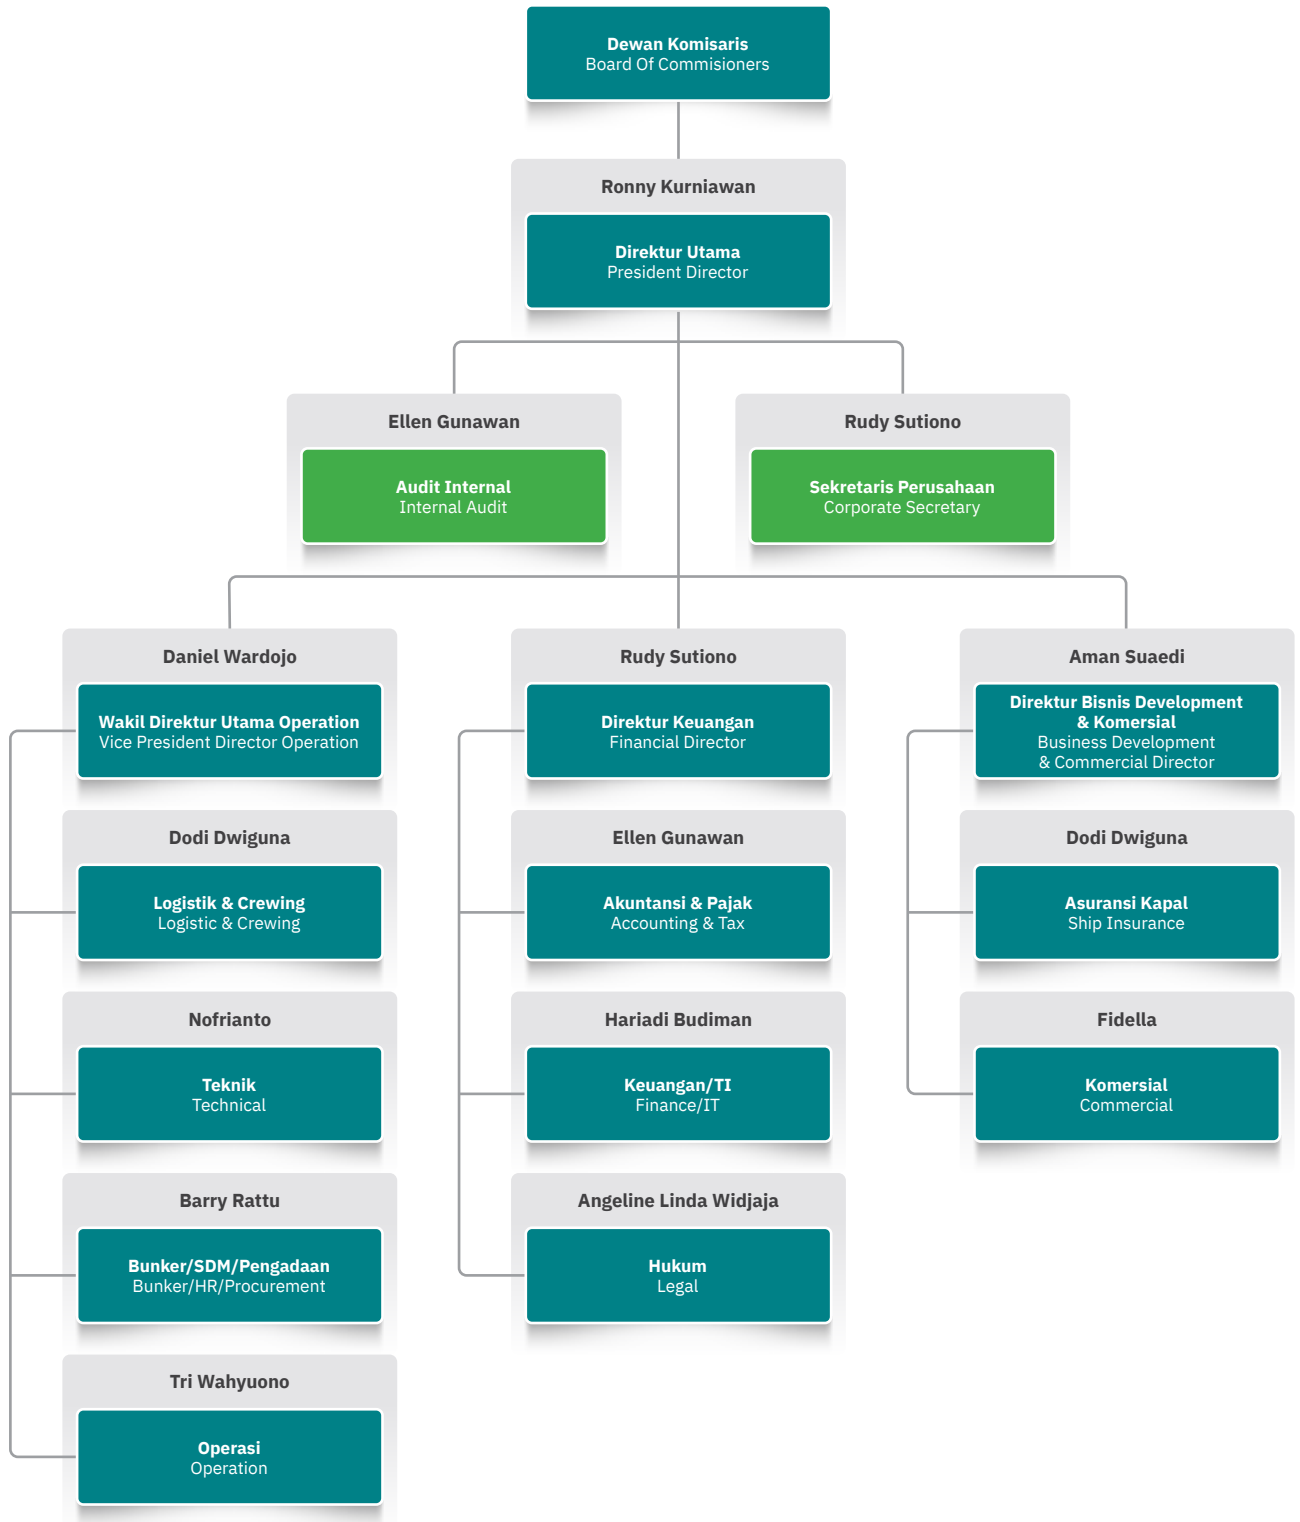 Dewan Komisaris
Board Of Commisioners
Ronny Kurniawan
Direktur Utama
President Director
Ellen Gunawan
Audit Internal
Internal Audit
Rudy Sutiono
Sekretaris Perusahaan
Corporate Secretary
Daniel Wardojo
Wakil Direktur Utama Operation
Vice President Director Operation
Dodi Dwiguna
Logistik & Crewing
Logistic & Crewing
Nofrianto
Teknik
Technical
Barry Rattu
Bunker/SDM/Pengadaan
Bunker/HR/Procurement
Tri Wahyuono
Operasi
Operation
Rudy Sutiono
Direktur Keuangan
Financial Director
Ellen Gunawan
Akuntansi & Pajak
Accounting & Tax
Hariadi Budiman
Keuangan/TI
Finance/IT
Angeline Linda Widjaja
Hukum
Legal
Aman Suaedi
Direktur Bisnis Development
& Komersial
Business Development
& Commercial Director
Dodi Dwiguna
Asuransi Kapal
Ship Insurance
Fidella
Komersial
Commercial